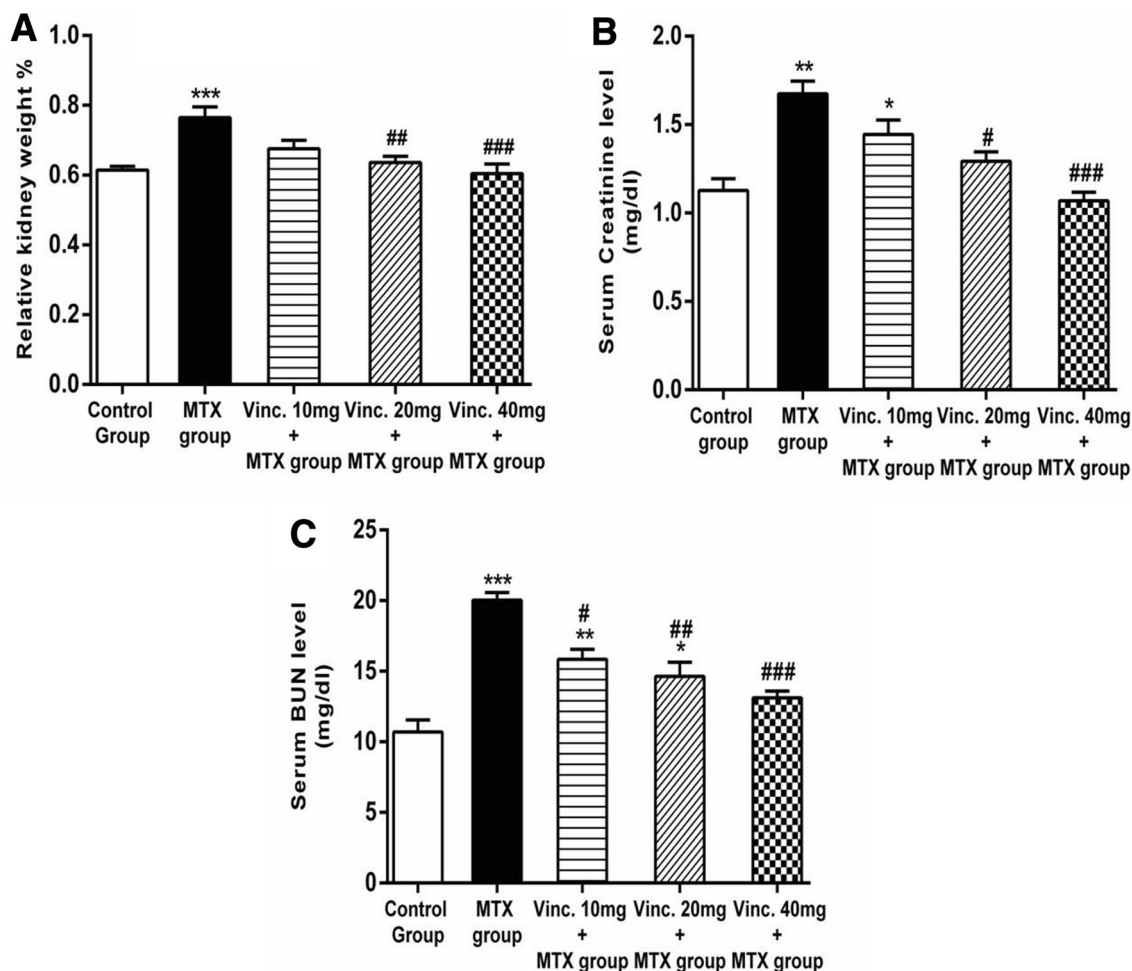 A
Relative kidney weight %
1.0
0.8
0.6
0.4
0.2
0.0
***
##
###
Control
Group
MTX
group
Vinc. 10mg
+
MTX group
Vinc. 20mg
+
MTX group
Vinc. 40mg
+
MTX group
B
Serum Creatinine level
(mg/dl)
2.0
1.5
1.0
0.5
0.0
**
*
#
###
Control
group
MTX
group
Vinc. 10mg
+
MTX group
Vinc. 20mg
+
MTX group
Vinc. 40mg
+
MTX group
C
Serum BUN level
(mg/dl)
25
20
15
10
5
0
***
#
**
##
*
###
Control
Group
MTX
group
Vinc. 10mg
+
MTX group
Vinc. 20mg
+
MTX group
Vinc. 40mg
+
MTX group